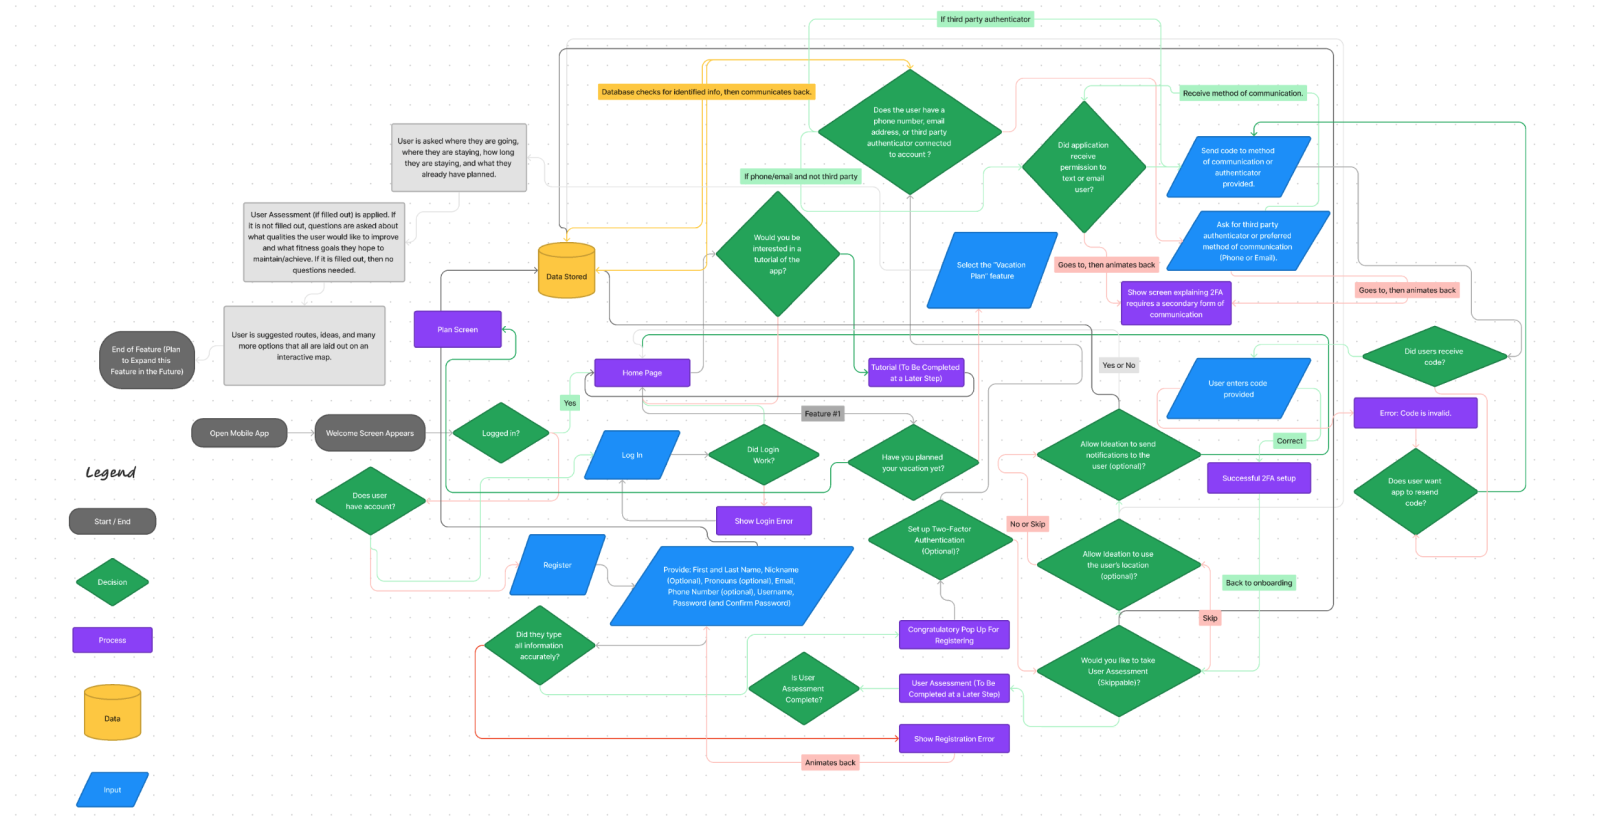 If third party authenticator
Database checks for identified info, then communicates back.
Does the user have a
phone number, email
address, or third party
authenticator connected
to account ?
Receive method of communication.
User is asked where they are going,
where they are staying, how long
they are staying, and what they
already have planned.
Did application
receive
permission to
text or email
user?
Send code to method
of communication or
authenticator
provided.
If phone/email and not third party
User Assessment (if filled out) is applied. If
it is not filled out, questions are asked about
what qualities the user would like to improve
and what fitness goals they hope to
maintain/achieve. If it is filled out, then no
questions needed.
Would you be
interested in a
tutorial of the
app?
Ask for third party
authenticator or preferred
method of communication
(Phone or Email).
Data Stored
Select the "Vacation
Plan" feature
Goes to, then animates back
Goes to, then animates back
Show screen explaining 2FA
requires a secondary form of
communication
Plan Screen
User is suggested routes, ideas, and many
more options that all are laid out on an
interactive map.
End of Feature (Plan
to Expand this
Feature in the Future)
Home Page
Tutorial (To Be Completed
at a Later Step)
Yes or No
Did users receive
code?
User enters code
provided
Yes
Feature #1
Error: Code is invalid.
Open Mobile App
Welcome Screen Appears
Logged in?
Log In
Did Login
Work?
Have you planned
your vacation yet?
Allow Ideation to send
notifications to the
user (optional)?
Correct
Successful 2FA setup
Does user want
app to resend
code?
Legend
Does user
have account?
Start / End
Show Login Error
Set up Two-Factor
Authentication
(Optional)?
No or Skip
Allow Ideation to use
the user's location
(optional)?
Register
Provide: First and Last Name, Nickname
(Optional), Pronouns (optional), Email,
Phone Number (optional), Username,
Password (and Confirm Password)
Decision
Back to onboarding
Skip
Process
Did they type
all information
accurately?
Congratulatory Pop Up For
Registering
Would you like to take
User Assessment
(Skippable)?
Is User
Assessment
Complete?
User Assessment (To Be
Completed at a Later Step)
Data
Show Registration Error
Animates back
Input